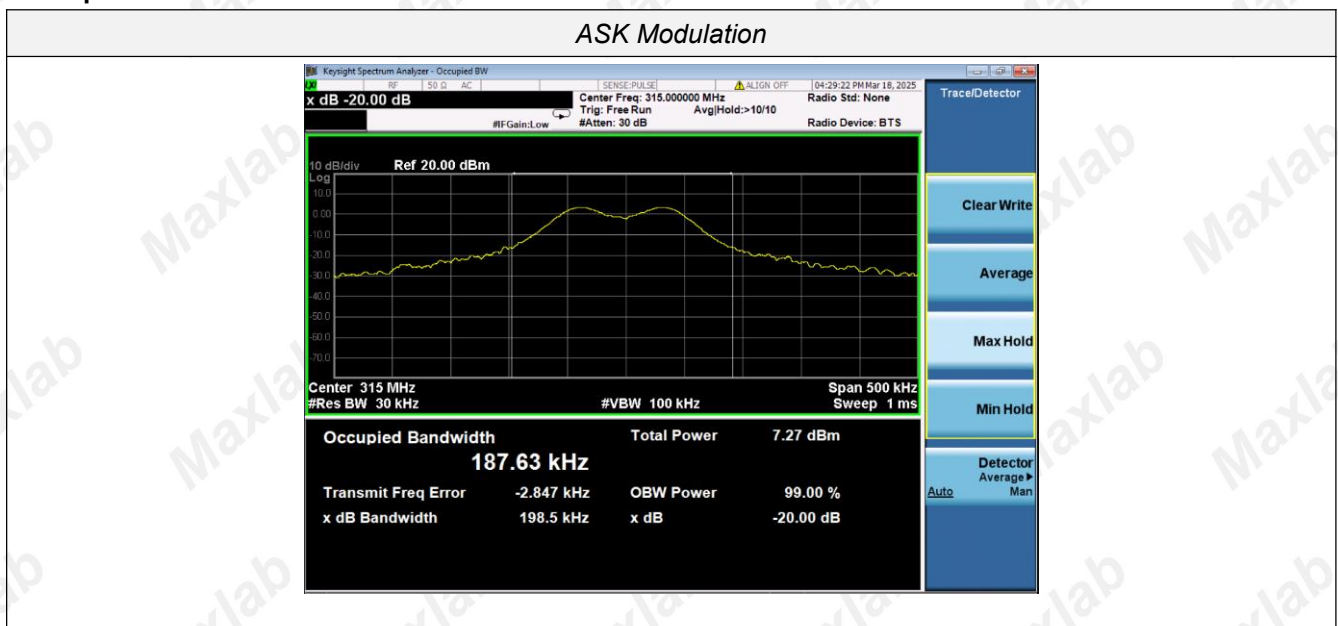 ASK Modulation
Keysight Spectrum Analyzer - Occupied BW
RF 50 Ω AC SENSE:PULSE ALIGN OFF 04:29:22 PM Mar 18, 2025
x dB -20.00 dB
Center Freq: 315.000000 MHz
Radio Std: None
Trig: Free Run Avg|Hold:>10/10
#IFGain:Low
#Atten: 30 dB
Radio Device: BTS
10 dB/div Ref 20.00 dBm
Log
10.0
0.00
-10.0
-20.0
-30.0
-40.0
-50.0
-60.0
-70.0
Center 315 MHz
Span 500 kHz
#Res BW 30 kHz
#VBW 100 kHz
Sweep 1 ms
Occupied Bandwidth
187.63 kHz
Total Power 7.27 dBm
Transmit Freq Error -2.847 kHz
OBW Power 99.00 %
x dB Bandwidth 198.5 kHz
x dB -20.00 dB
Trace/Detector
Clear Write
Average
Max Hold
Min Hold
Detector
Average
Auto Man
Maxlab
Maxlab
Maxlab
Maxlab